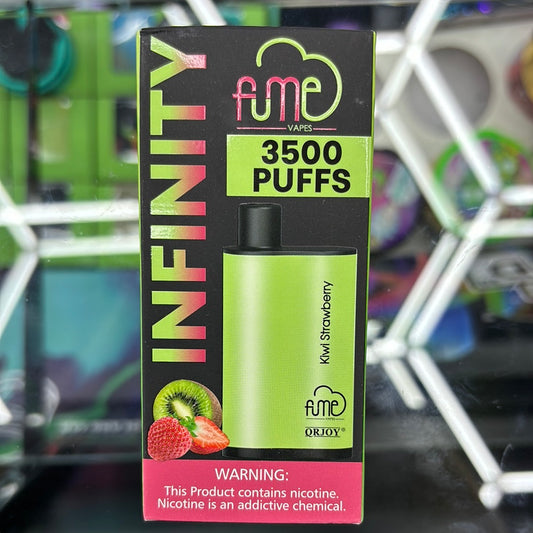 INFINITY
fume
VAPES
3500
PUFFS
Kiwi Strawberry
fume
VAPES
QRJOY®
WARNING:
This Product contains nicotine.
Nicotine is an addictive chemical.